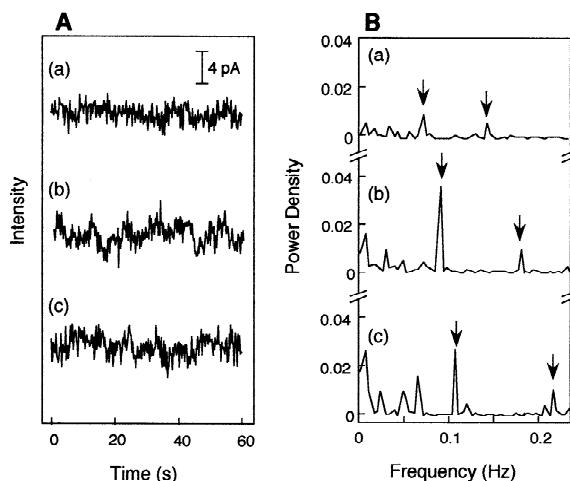 A
(a)
4 pA
(b)
(c)
Intensity
0 20 40 60
Time (s)
B
0.04
(a)
0.02
0
0.04
(b)
0.02
0
0.04
(c)
0.02
0
Power Density
0 0.1 0.2
Frequency (Hz)